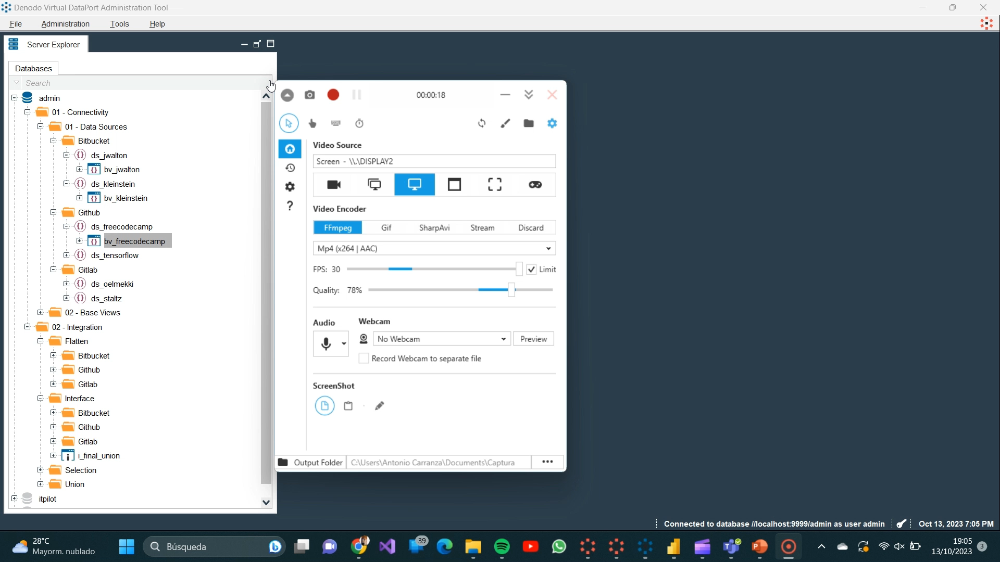 Denodo Virtual DataPort Administration Tool
File Administration Tools Help
Server Explorer
Databases
Search
admin
01 - Connectivity
01 - Data Sources
Bitbucket
ds_jwalton
bv_jwalton
ds_kleinstein
bv_kleinstein
Github
ds_freecodecamp
bv_freecodecamp
ds_tensorflow
Gitlab
ds_oelmekki
ds_staltz
02 - Base Views
02 - Integration
Flatten
Bitbucket
Github
Gitlab
Interface
Bitbucket
Github
Gitlab
i_final_union
Selection
Union
itpilot
00:00:18
Video Source
Screen - \\.\DISPLAY2
Video Encoder
FFmpeg Gif SharpAvi Stream Discard
Mp4 (x264 | AAC)
FPS: 30 Limit
Quality: 78%
Audio Webcam
No Webcam Preview
Record Webcam to separate file
ScreenShot
Output Folder C:\Users\Antonio Carranza\Documents\Captura •••
Connected to database //localhost:9999/admin as user admin Oct 13, 2023 7:05 PM
28°C
Mayorm. nublado
Búsqueda
39
19:05
13/10/2023
3